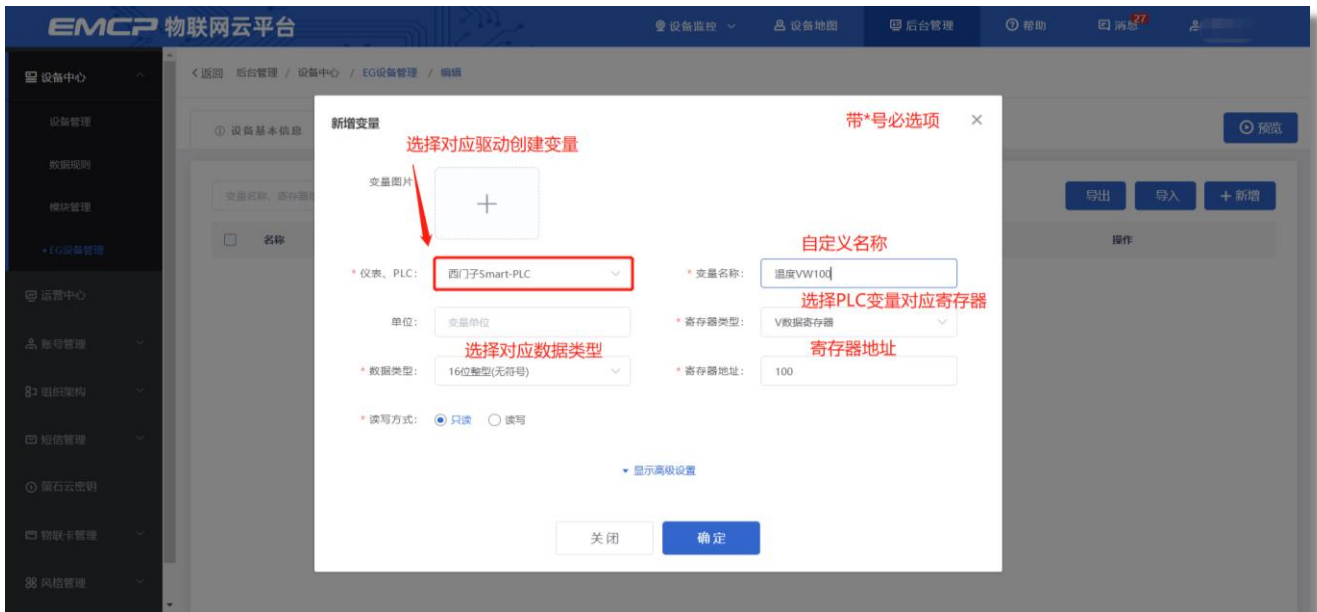 EMCP 物联网云平台
设备监控 设备地图 后台管理 帮助 消息 27
设备中心
设备管理
数据规则
模块管理
•EG设备管理
运营中心
账号管理
组织架构
短信管理
萤石云密钥
物联卡管理
风格管理
<返回 后台管理 / 设备中心 / EG设备管理 / 编辑
① 设备基本信息
预览
变量名称、寄存器
导出 导入 + 新增
名称 操作
新增变量 带*号必选项 ×
选择对应驱动创建变量
变量图片
+
自定义名称
* 仪表、PLC: 西门子Smart-PLC * 变量名称: 温度VW100
选择PLC变量对应寄存器
单位: 变量单位 * 寄存器类型: V数据寄存器
选择对应数据类型 寄存器地址
* 数据类型: 16位整型(无符号) * 寄存器地址: 100
* 读写方式: 只读 读写
显示高级设置
关闭 确定